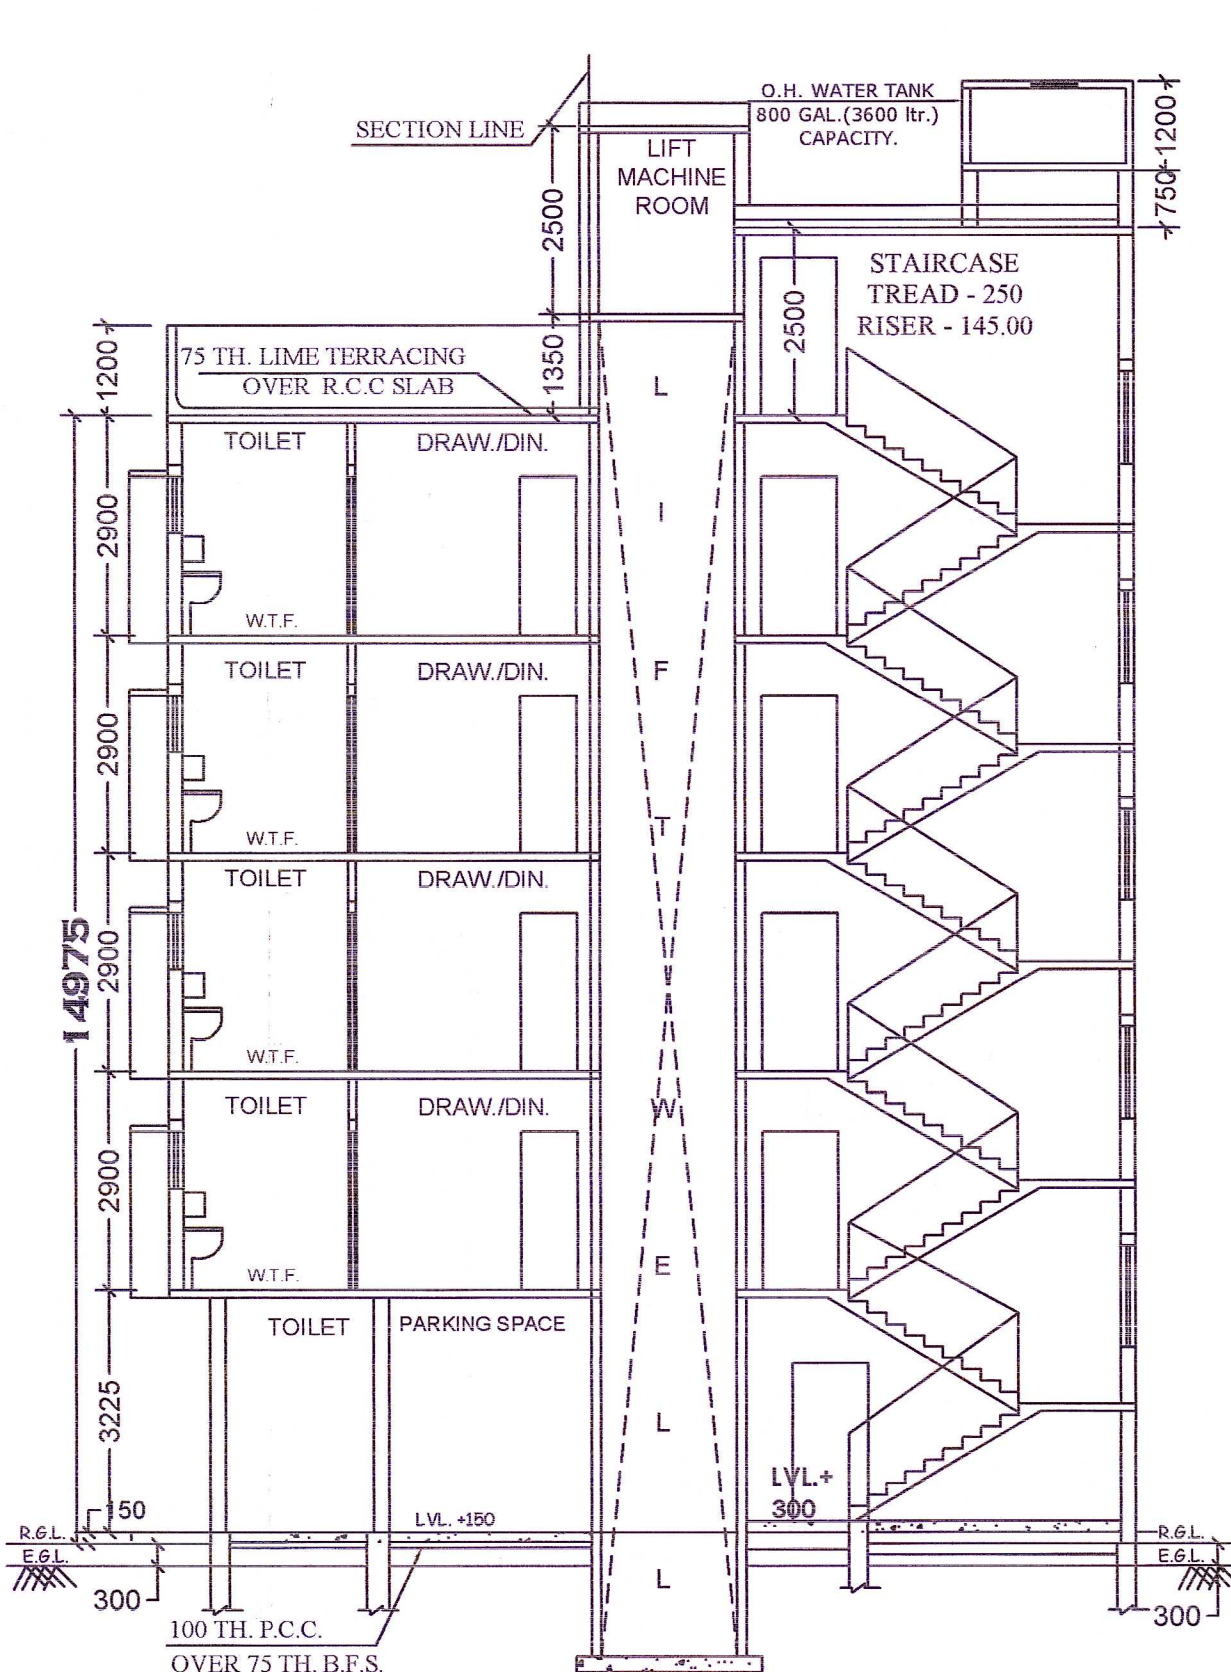 O.H. WATER TANK
800 GAL.(3600 ltr.)
CAPACITY.
SECTION LINE
LIFT
MACHINE
ROOM
1200
750
2500
STAIRCASE
TREAD - 250
RISER - 145.00
2500
1200
1350
75 TH. LIME TERRACING
OVER R.C.C SLAB
L
I
F
T
W
E
L
L
TOILET
DRAW./DIN.
2900
W.T.F.
TOILET
DRAW./DIN.
2900
W.T.F.
TOILET
DRAW./DIN.
2900
14975
W.T.F.
TOILET
DRAW./DIN.
2900
W.T.F.
TOILET
PARKING SPACE
3225
LVL.+
300
150
LVL. +150
R.G.L.
E.G.L.
300
R.G.L.
E.G.L.
300
100 TH. P.C.C.
OVER 75 TH. B.F.S.